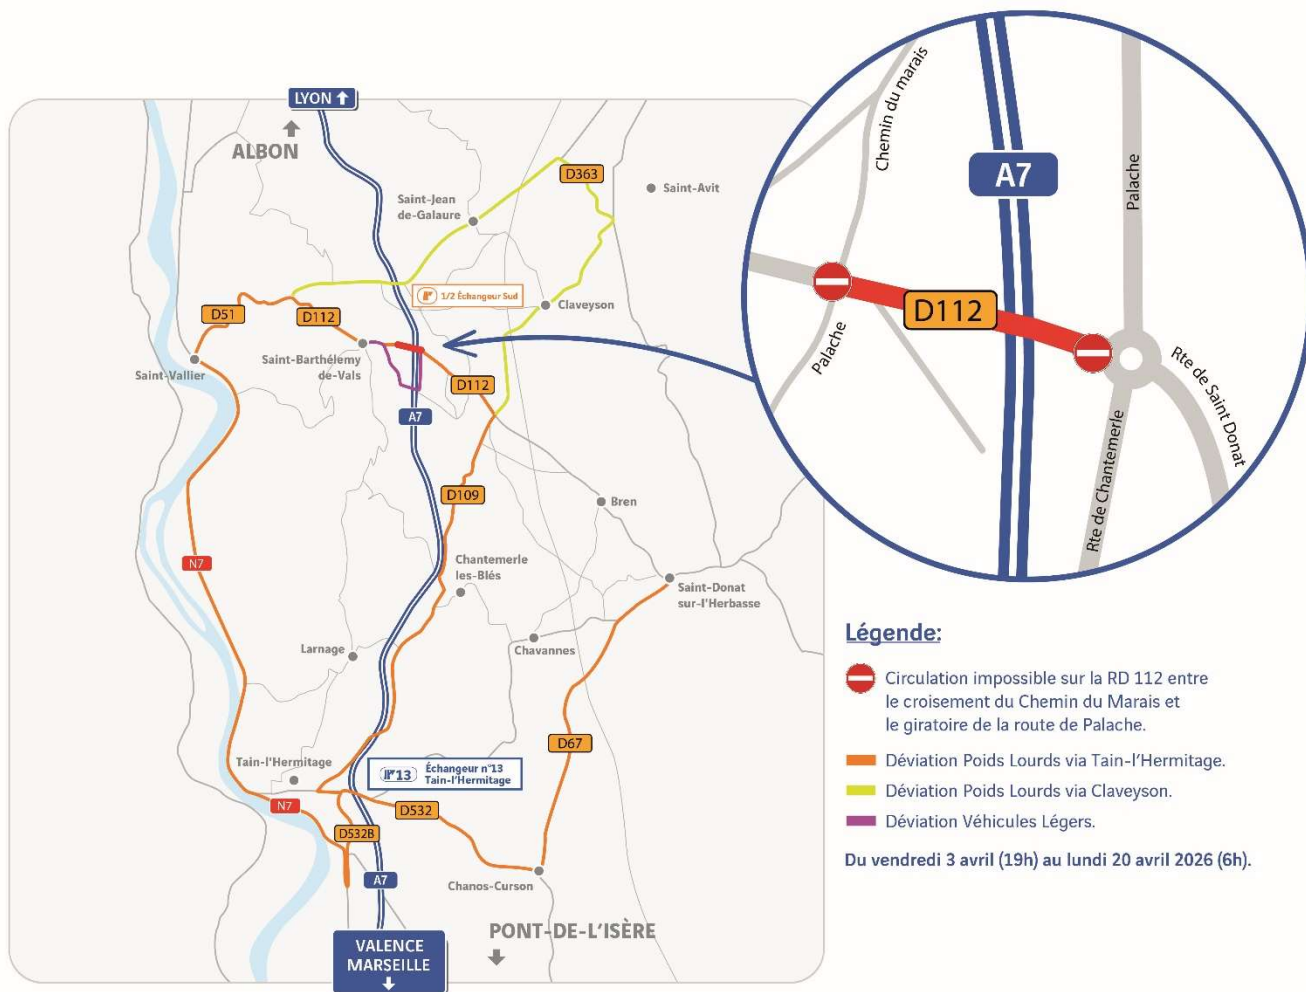 LYON ↑
ALBON
D363
Saint-Avit
Saint-Jean
de-Galaure
1/2 Échangeur Sud
Claveyson
D51
D112
Saint-Barthélemy
de-Vals
Saint-Vallier
D112
A7
D109
Bren
N7
Chantemerle
les-Blés
Saint-Donat
sur-l'Herbasse
Larnage
Chavannes
D67
Tain-l'Hermitage
13
Échangeur n°13
Tain-l'Hermitage
N7
D532
D532B
A7
Chanos-Curson
VALENCE
MARSEILLE
↓
PONT-DE-L'ISÈRE
Chemin du marais
A7
Palache
D112
Palache
Rte de Saint Donat
Rte de Chantemerle
Légende:
Circulation impossible sur la RD 112 entre
le croisement du Chemin du Marais et
le giratoire de la route de Palache.
Déviation Poids Lourds via Tain-l'Hermitage.
Déviation Poids Lourds via Claveyson.
Déviation Véhicules Légers.
Du vendredi 3 avril (19h) au lundi 20 avril 2026 (6h).